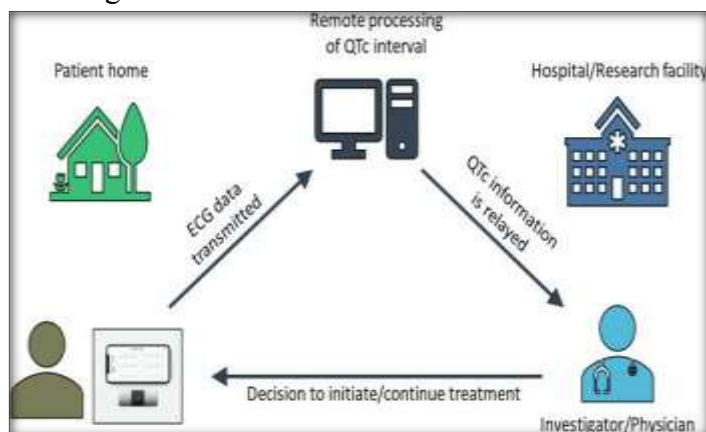 Remote processing
of QTc interval
Patient home
Hospital/Research facility
ECG data
transmitted
QTc information
is relayed
Decision to initiate/continue treatment
Investigator/Physician